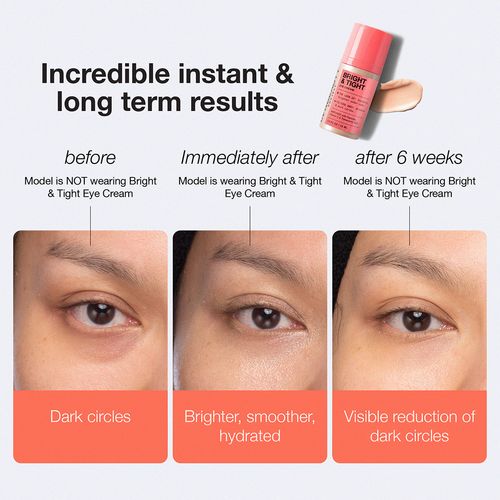 Incredible instant &
long term results
BRIGHT
& TIGHT
before
Model is NOT wearing Bright
& Tight Eye Cream
Immediately after
Model is wearing Bright & Tight
Eye Cream
after 6 weeks
Model is NOT wearing Bright
& Tight Eye Cream
Dark circles
Brighter, smoother,
hydrated
Visible reduction of
dark circles